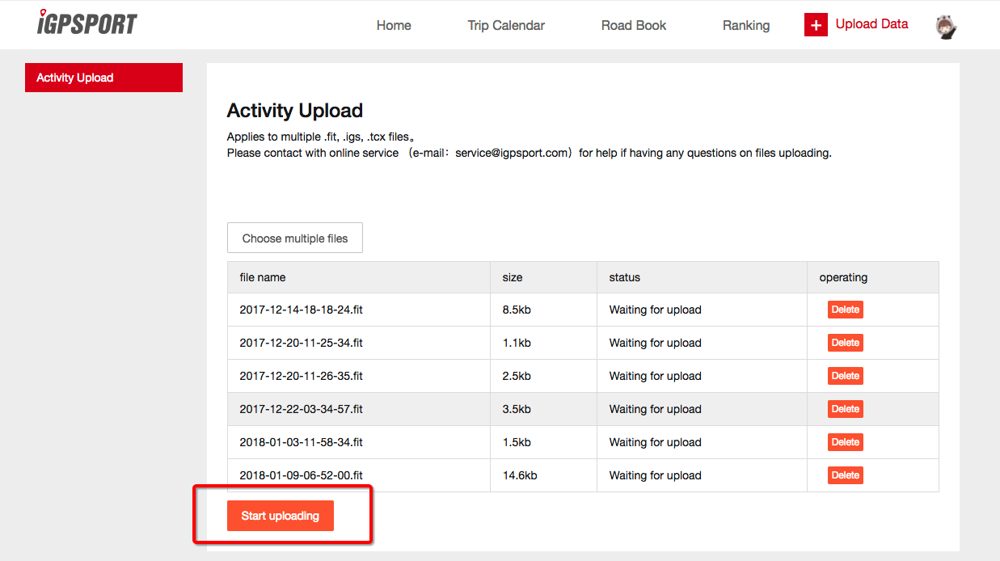 iGPSPORT
Home Trip Calendar Road Book Ranking + Upload Data
Activity Upload
Activity Upload
Applies to multiple .fit, .igs, .tcx files。
Please contact with online service （e-mail：service@igpsport.com）for help if having any questions on files uploading.
Choose multiple files
file name size status operating
2017-12-14-18-18-24.fit 8.5kb Waiting for upload Delete
2017-12-20-11-25-34.fit 1.1kb Waiting for upload Delete
2017-12-20-11-26-35.fit 2.5kb Waiting for upload Delete
2017-12-22-03-34-57.fit 3.5kb Waiting for upload Delete
2018-01-03-11-58-34.fit 1.5kb Waiting for upload Delete
2018-01-09-06-52-00.fit 14.6kb Waiting for upload Delete
Start uploading